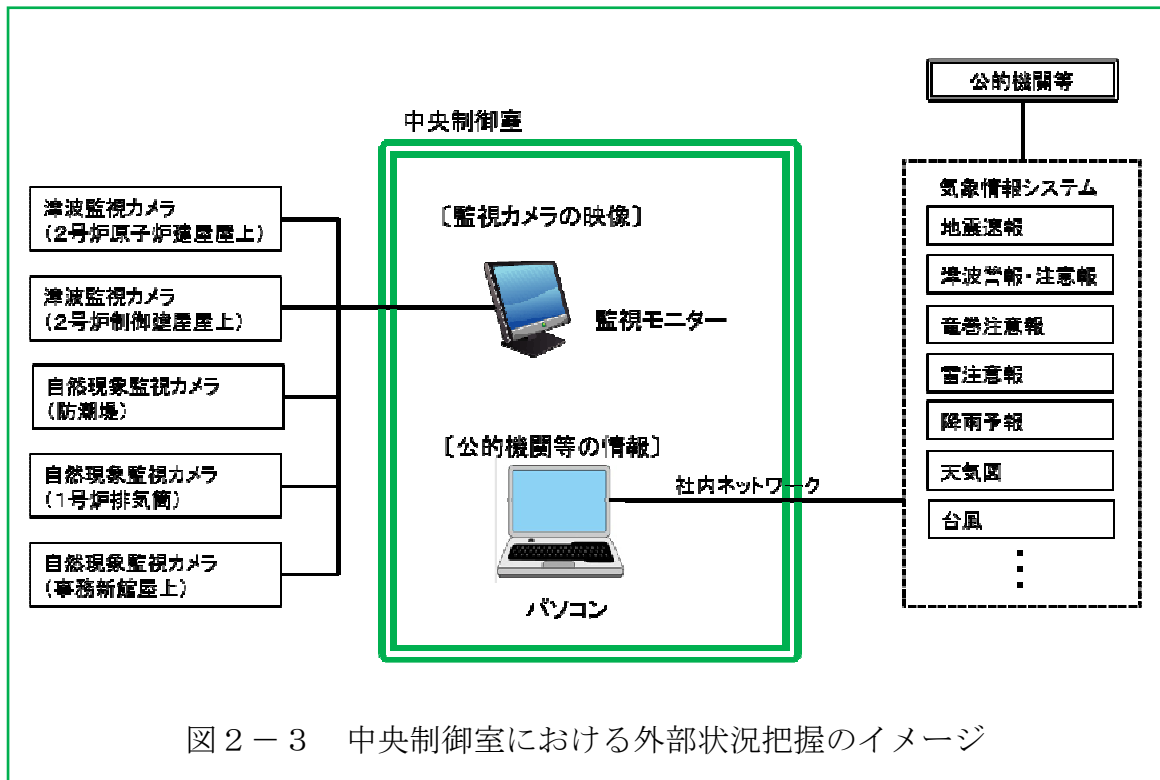 公的機関等
中央制御室
津波監視カメラ
(2号炉原子炉建屋屋上)
津波監視カメラ
(2号炉制御建屋屋上)
自然現象監視カメラ
(防潮堤)
自然現象監視カメラ
(1号炉排気筒)
自然現象監視カメラ
(事務新館屋上)
〔監視カメラの映像〕
監視モニター
〔公的機関等の情報〕
パソコン
社内ネットワーク
気象情報システム
地震速報
津波警報・注意報
竜巻注意報
雷注意報
降雨予報
天気図
台風
図2-3 中央制御室における外部状況把握のイメージ